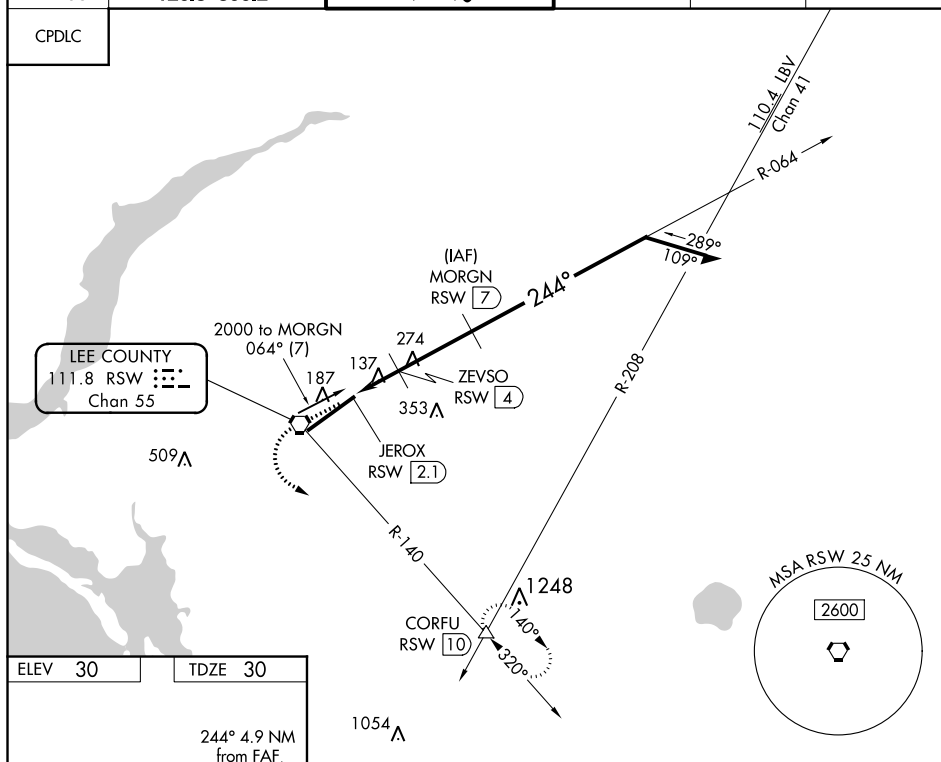 CPDLC
110.4 LBV
Chan 41
R-064
289°
109°
(IAF)
MORGN
RSW 7
244°
2000 to MORGN
064° (7)
LEE COUNTY
111.8 RSW
Chan 55
187
137
274
ZEVSO
RSW 4
353
R-208
JEROX
RSW 2.1
509
R-140
1248
CORFU
RSW 10
140°
320°
MSA RSW 25 NM
2600
ELEV 30
TDZE 30
244° 4.9 NM
from FAF.
1054